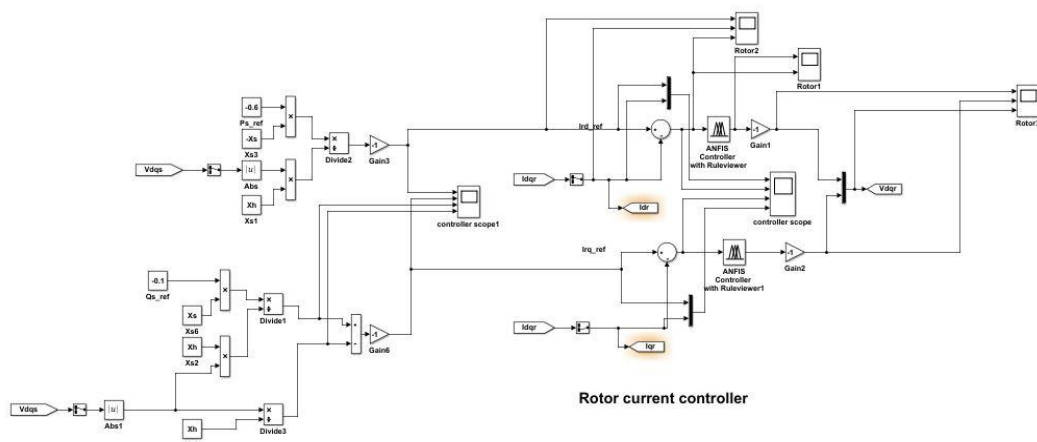 Rotor2
Rotor1
Rotor
-0.6
Ps_ref
-Xs
Xs3
Divide2
-1
Gain3
Vdqs
|u|
Abs
Xh
Xs1
Ird_ref
ANFIS
Controller
with Ruleviewer
-1
Gain1
Idqr
Idr
controller scope1
controller scope
Vdqr
Irq_ref
ANFIS
Controller
with Ruleviewer1
-1
Gain2
-0.1
Qs_ref
Xs
Xs6
Divide1
-1
Gain6
Xh
Xs2
Idqr
Iqr
Vdqs
|u|
Abs1
Xh
Divide3
Rotor current controller